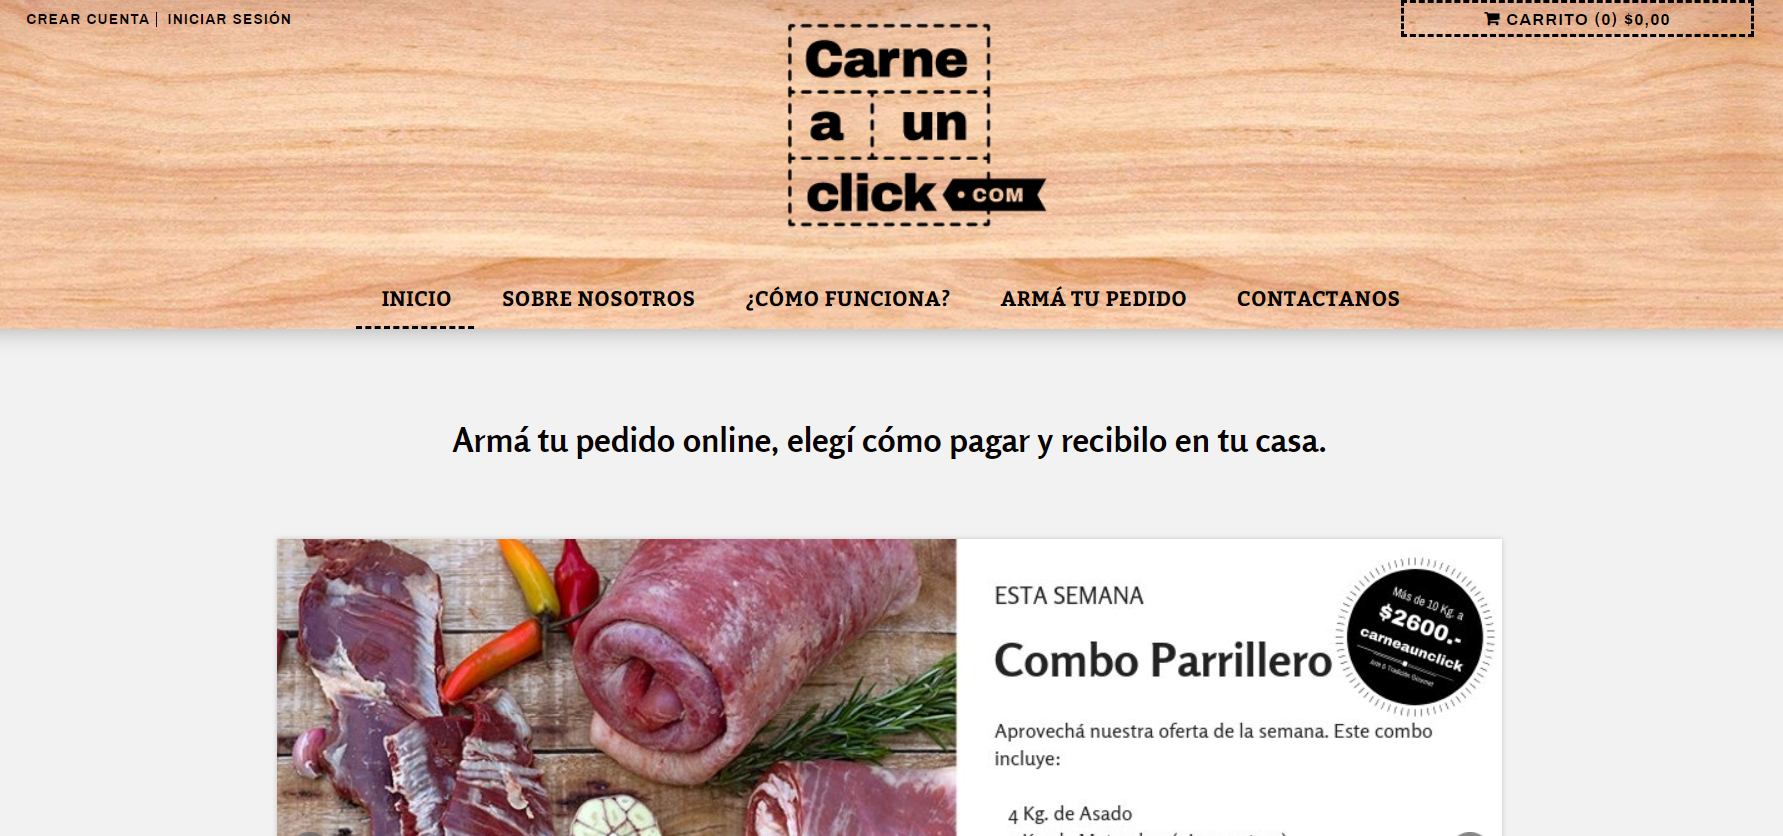 CREAR CUENTA | INICIAR SESIÓN
CARRITO (0) $0,00
Carne
a un
click .COM
INICIO SOBRE NOSOTROS ¿CÓMO FUNCIONA? ARMÁ TU PEDIDO CONTACTANOS
Armá tu pedido online, elegí cómo pagar y recibilo en tu casa.
ESTA SEMANA
Combo Parrillero
Más de 10 Kg. a
$2600.-
carneaunclick
Aprovechá nuestra oferta de la semana. Este combo
incluye:
4 Kg. de Asado